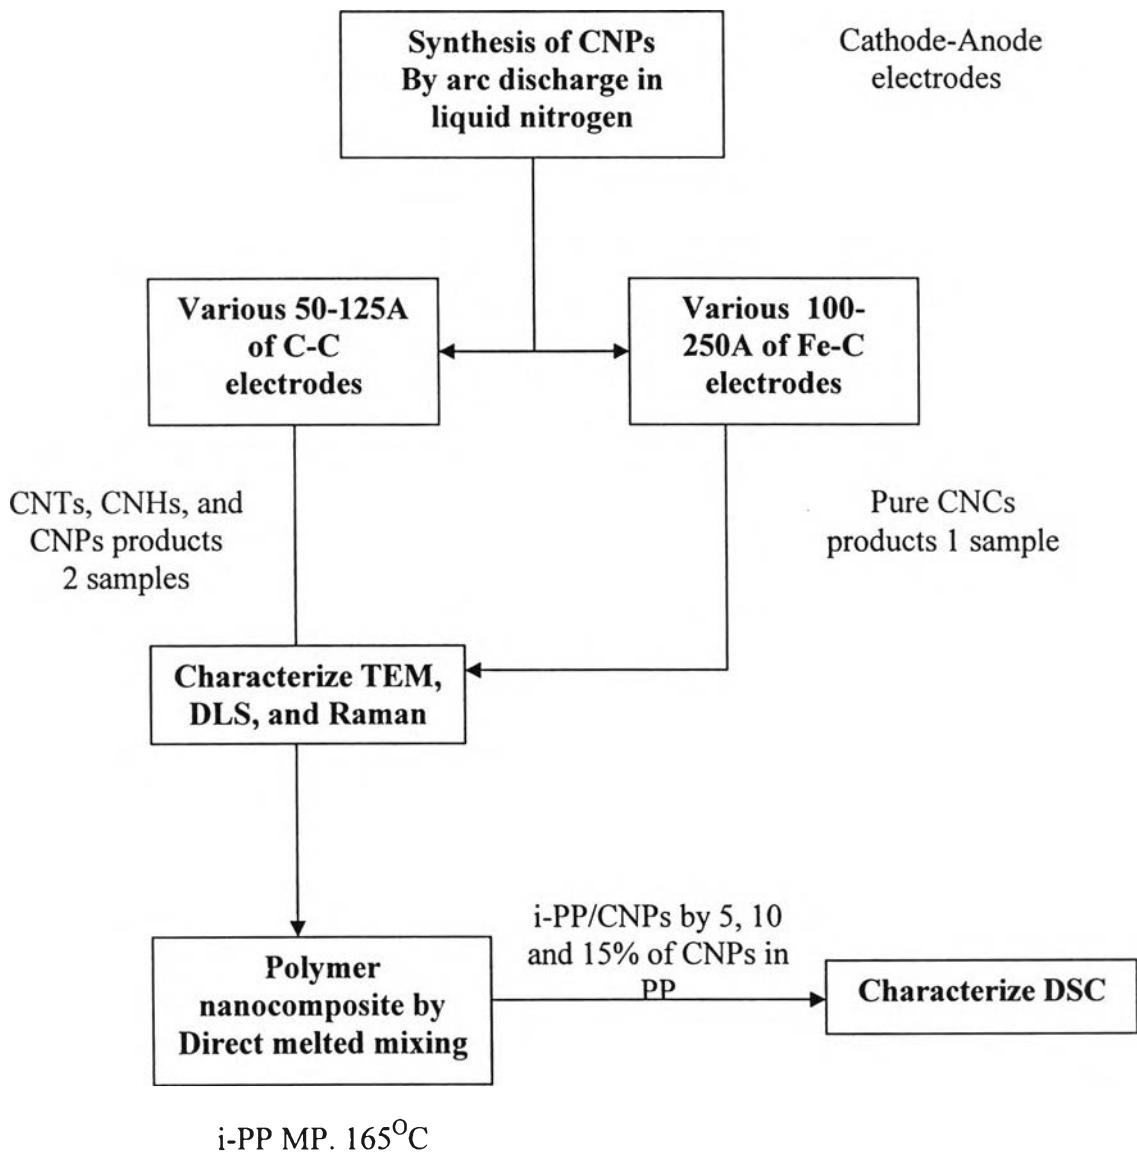 Synthesis of CNPs
By arc discharge in
liquid nitrogen
Cathode-Anode
electrodes
Various 50-125A
of C-C
electrodes
Various 100-
250A of Fe-C
electrodes
CNTs, CNHs, and
CNPs products
2 samples
Pure CNCs
products 1 sample
Characterize TEM,
DLS, and Raman
Polymer
nanocomposite by
Direct melted mixing
i-PP/CNPs by 5, 10
and 15% of CNPs in
PP
Characterize DSC
i-PP MP. 165⁰C